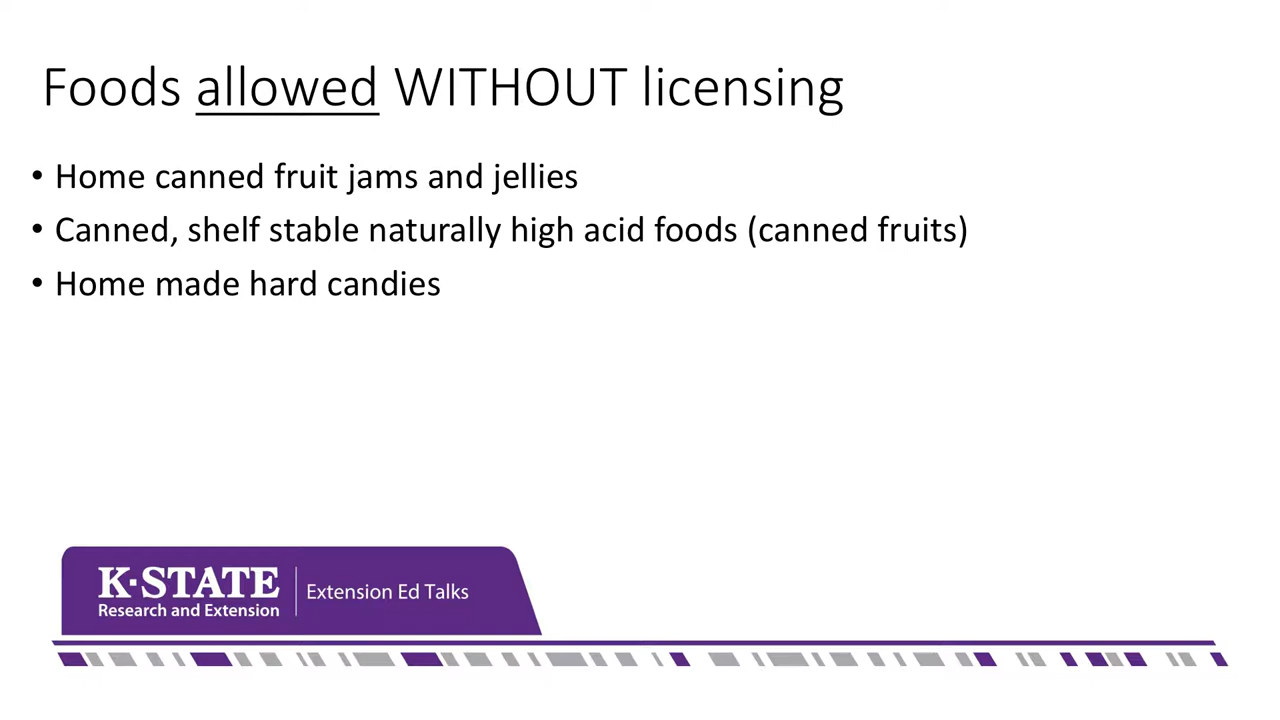 Foods allowed WITHOUT licensing
• Home canned fruit jams and jellies
• Canned, shelf stable naturally high acid foods (canned fruits)
• Home made hard candies
K·STATE
Research and Extension
Extension Ed Talks